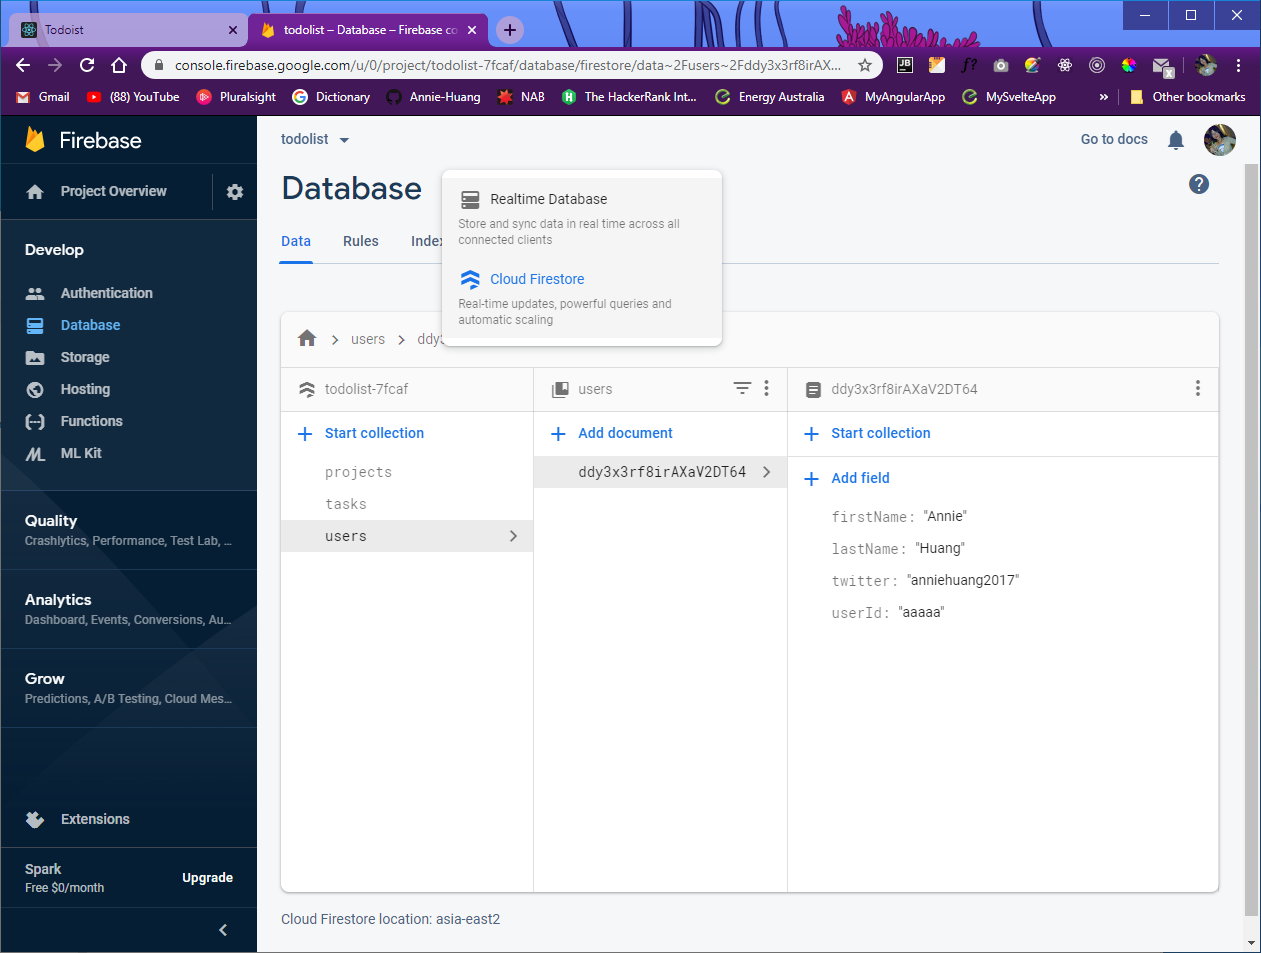 Todoist
todolist – Database – Firebase co
console.firebase.google.com/u/0/project/todolist-7fcaf/database/firestore/data~2Fusers~2Fddy3x3rf8irAX...
JB
f?
Gmail
(88) YouTube
Pluralsight
Dictionary
Annie-Huang
NAB
The HackerRank Int...
Energy Australia
MyAngularApp
MySvelteApp
»
Other bookmarks
Firebase
todolist
Go to docs
Project Overview
Database
Realtime Database
Store and sync data in real time across all
connected clients
Data
Rules
Index
Cloud Firestore
Real-time updates, powerful queries and
automatic scaling
Develop
Authentication
Database
Storage
Hosting
Functions
ML Kit
Quality
Crashlytics, Performance, Test Lab, ...
Analytics
Dashboard, Events, Conversions, Au...
Grow
Predictions, A/B Testing, Cloud Mes...
Extensions
Spark
Free $0/month
Upgrade
users
ddy3
todolist-7fcaf
users
ddy3x3rf8irAXaV2DT64
Start collection
Add document
Start collection
projects
tasks
users
ddy3x3rf8irAXaV2DT64
Add field
firstName: "Annie"
lastName: "Huang"
twitter: "anniehuang2017"
userId: "aaaaa"
Cloud Firestore location: asia-east2